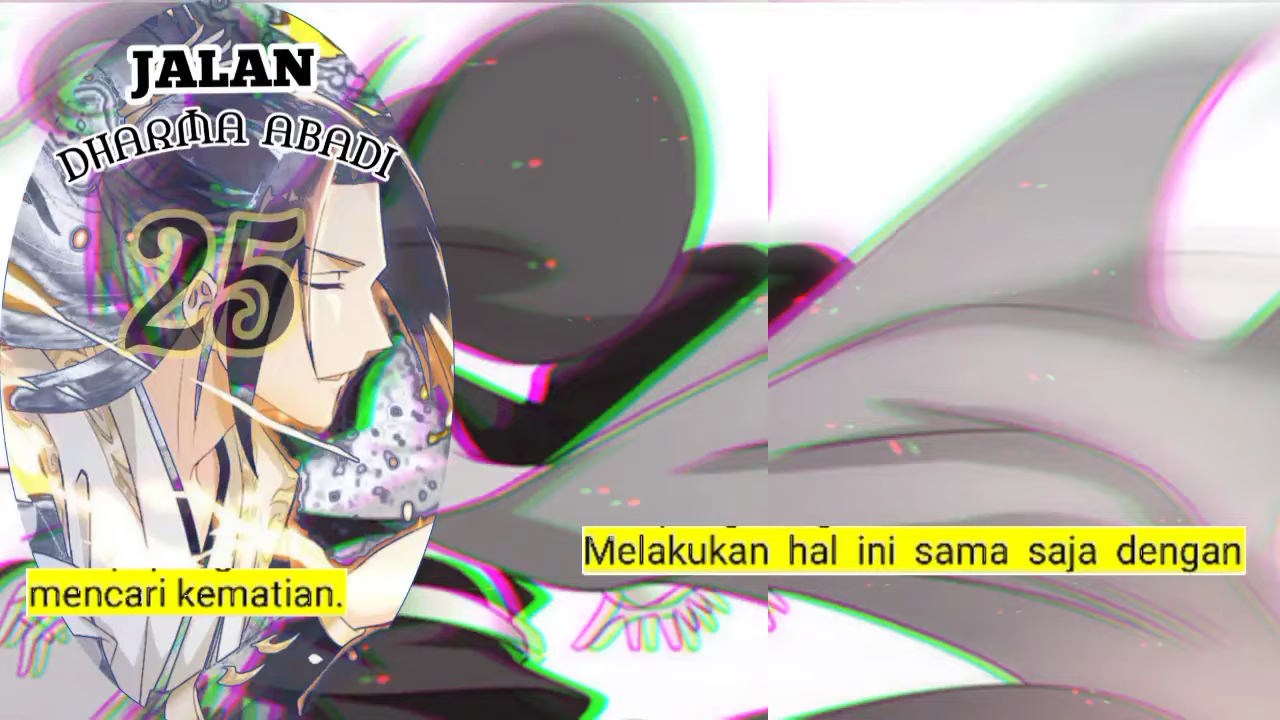 JALAN
DHARMA ABADI
25
Melakukan hal ini sama saja dengan
mencari kematian.